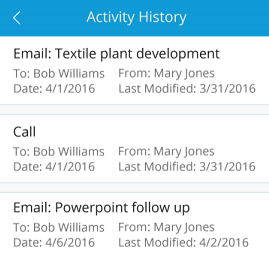 Activity History
Email: Textile plant development
To: Bob Williams From: Mary Jones
Date: 4/1/2016 Last Modified: 3/31/2016
Call
To: Bob Williams From: Mary Jones
Date: 4/1/2016 Last Modified: 3/31/2016
Email: Powerpoint follow up
To: Bob Williams From: Mary Jones
Date: 4/6/2016 Last Modified: 4/2/2016